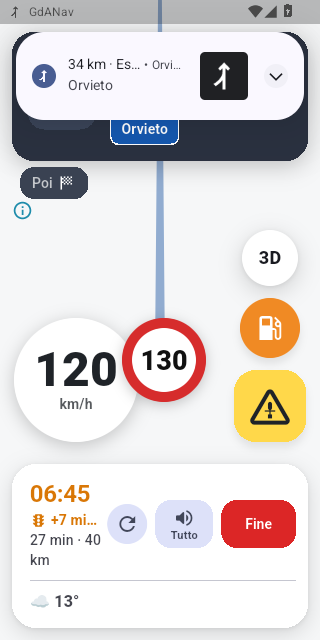 GdANav
34 km · Es... • Orvi...
Orvieto
Orvieto
Poi
3D
120
km/h
130
06:45
+7 mi...
27 min · 40
km
Tutto
Fine
13°